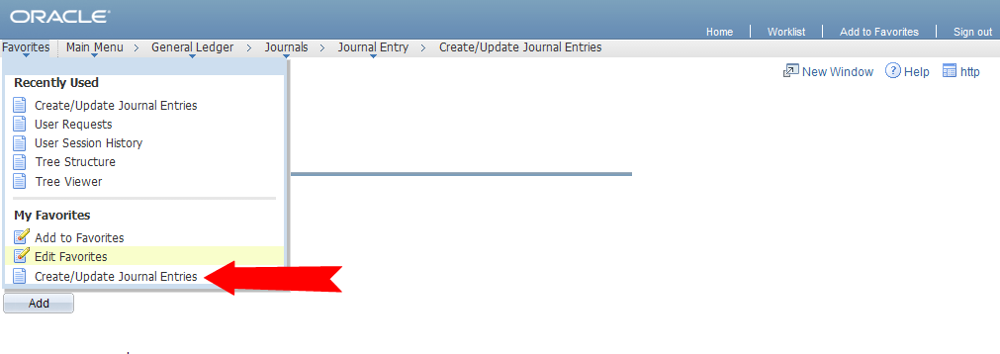 ORACLE®
Home Worklist Add to Favorites Sign out
Favorites Main Menu > General Ledger > Journals > Journal Entry > Create/Update Journal Entries
New Window Help http
Recently Used
Create/Update Journal Entries
User Requests
User Session History
Tree Structure
Tree Viewer
My Favorites
Add to Favorites
Edit Favorites
Create/Update Journal Entries
Add